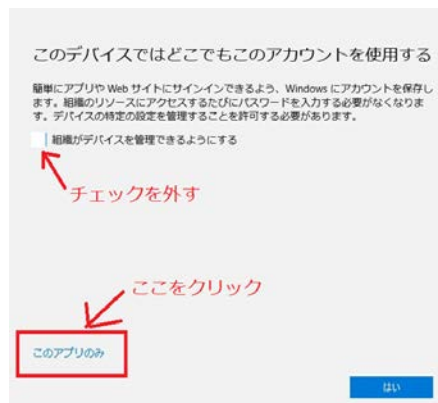 このデバイスではどこでもこのアカウントを使用する
簡単にアプリや Web サイトにサインインできるよう、Windows にアカウントを保存し
ます。組織のリソースにアクセスするたびにパスワードを入力する必要がなくなりま
す。デバイスの特定の設定を管理することを許可する必要があります。
組織がデバイスを管理できるようにする
チェックを外す
ここをクリック
このアプリのみ
はい